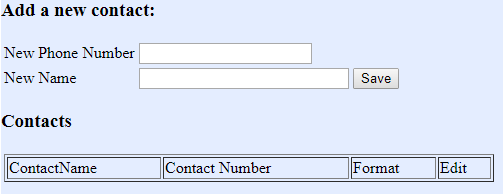 Add a new contact:
New Phone Number
New Name Save
Contacts
ContactName Contact Number Format Edit